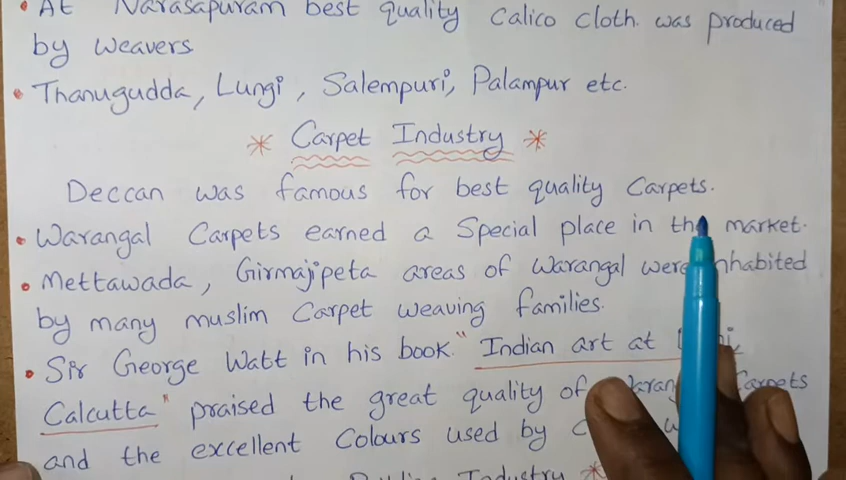 • At Narasapuram best quality Calico cloth. was produced
by weavers
• Thanugudda, Lungi, Salempuri, Palampur etc.
* Carpet Industry *
Deccan was famous for best quality Carpets.
• Warangal Carpets earned a Special place in the market.
• Mettawada, Girmajipeta areas of Warangal were inhabited
by many muslim Carpet weaving families.
• Sir George Watt in his book "Indian art at
Calcutta" praised the great quality of Carpets
and the excellent Colours used by
Industry *